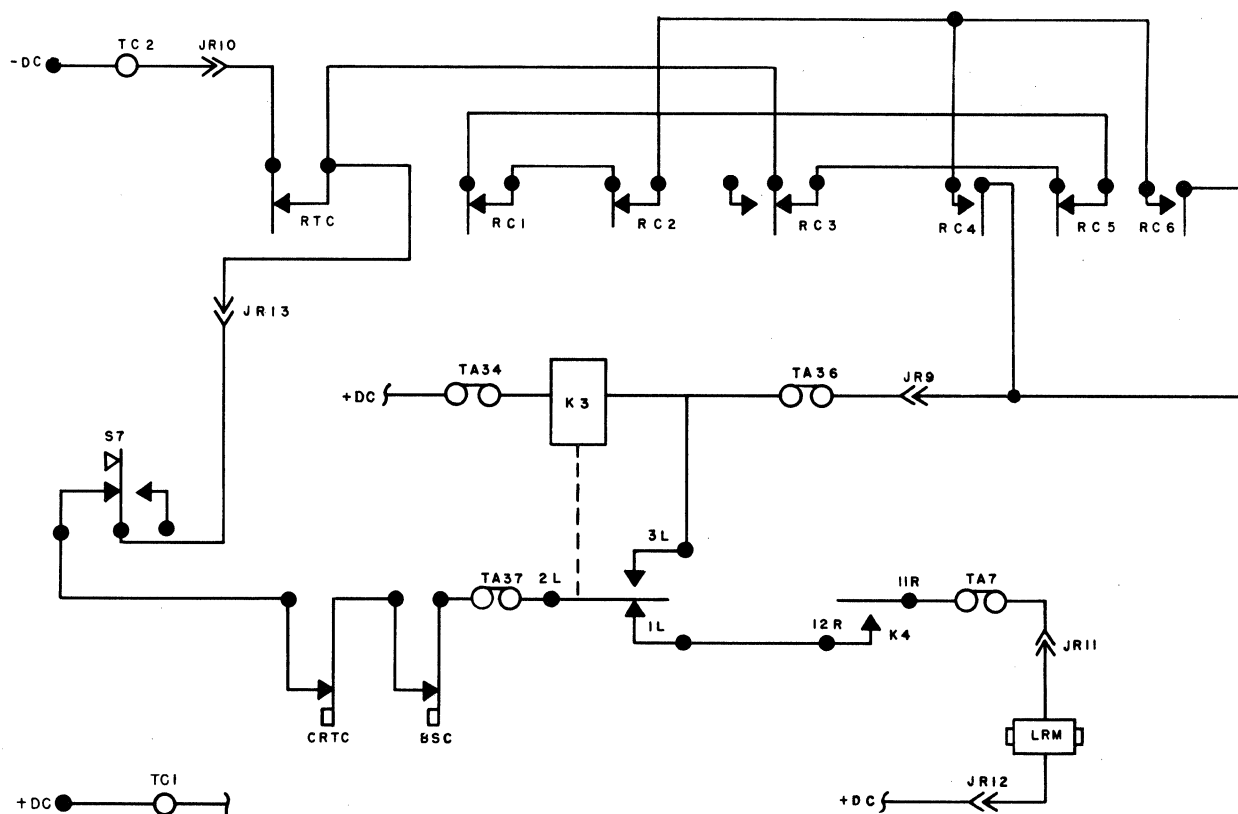 TC2
JR10
-DC
RTC
RC1
RC2
RC3
RC4
RC5
RC6
JR13
TA34
TA36
JR9
+DC
K3
S7
3L
TA37
2L
1L
11R
TA7
12R
K4
JR11
CRTC
BSC
LRM
TC1
JR12
+DC
+DC